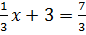 1/3 x + 3 = 7/3